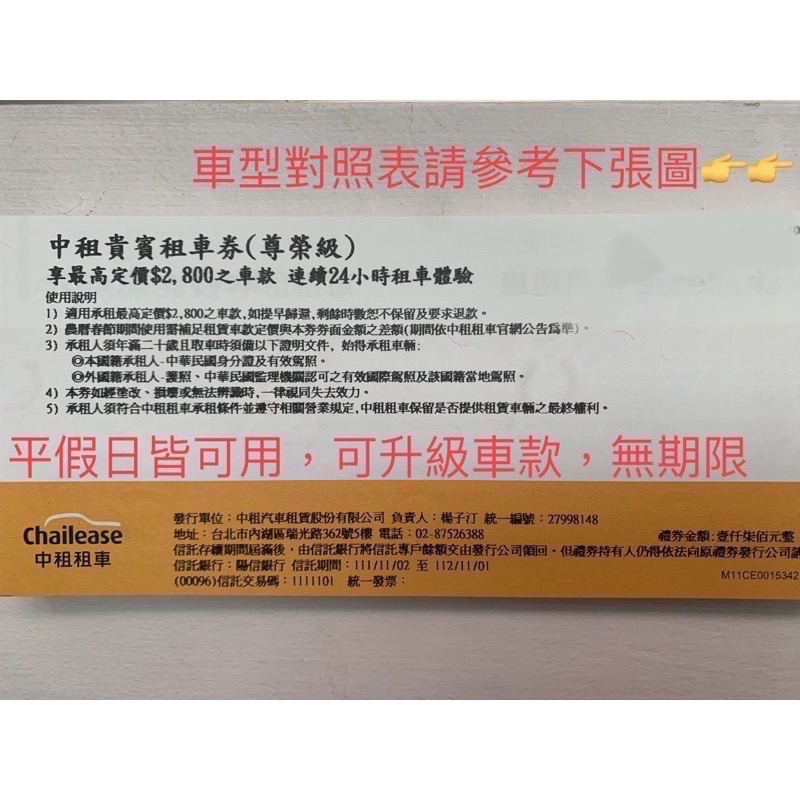 車型對照表請參考下張圖👉👉
中租貴賓租車券(尊榮級)
享最高定價$2,800之車款 連續24小時租車體驗
使用說明
1) 適用承租最高定價$2,800之車款,如提早歸還,剩餘時數恕不保留及要求退款。
2) 農曆春節期間使用需補足租賃車款定價與本券券面金額之差額(期間依中租租車官網公告為準)。
3) 承租人須年滿二十歲且取車時須備以下證明文件, 始得承租車輛:
◎本國籍承租人-中華民國身分證及有效駕照。
◎外國籍承租人-護照、中華民國監理機關認可之有效國際駕照及該國籍當地駕照。
4) 本券如經塗改、損壞或無法辨識時,一律視同失去效力。
5) 承租人須符合中租租車承租條件並遵守相關營業規定,中租租車保留是否提供租賃車輛之最終權利。
平假日皆可用，可升級車款，無期限
Chailease
中租租車
發行單位：中租汽車租賃股份有限公司 負責人：楊子汀 統一編號：27998148
地址：台北市內湖區瑞光路362號5樓 電話：02-87526388
禮券金額:壹仟柒佰元整
信託存續期間屆滿後，由信託銀行將信託專戶餘額交由發行公司領回。但禮券持有人仍得依法向原禮券發行公司請
信託銀行：陽信銀行 信託期間：111/11/02 至 112/11/01
M11CE0015342
(00096)信託交易碼：1111101 統一發票：